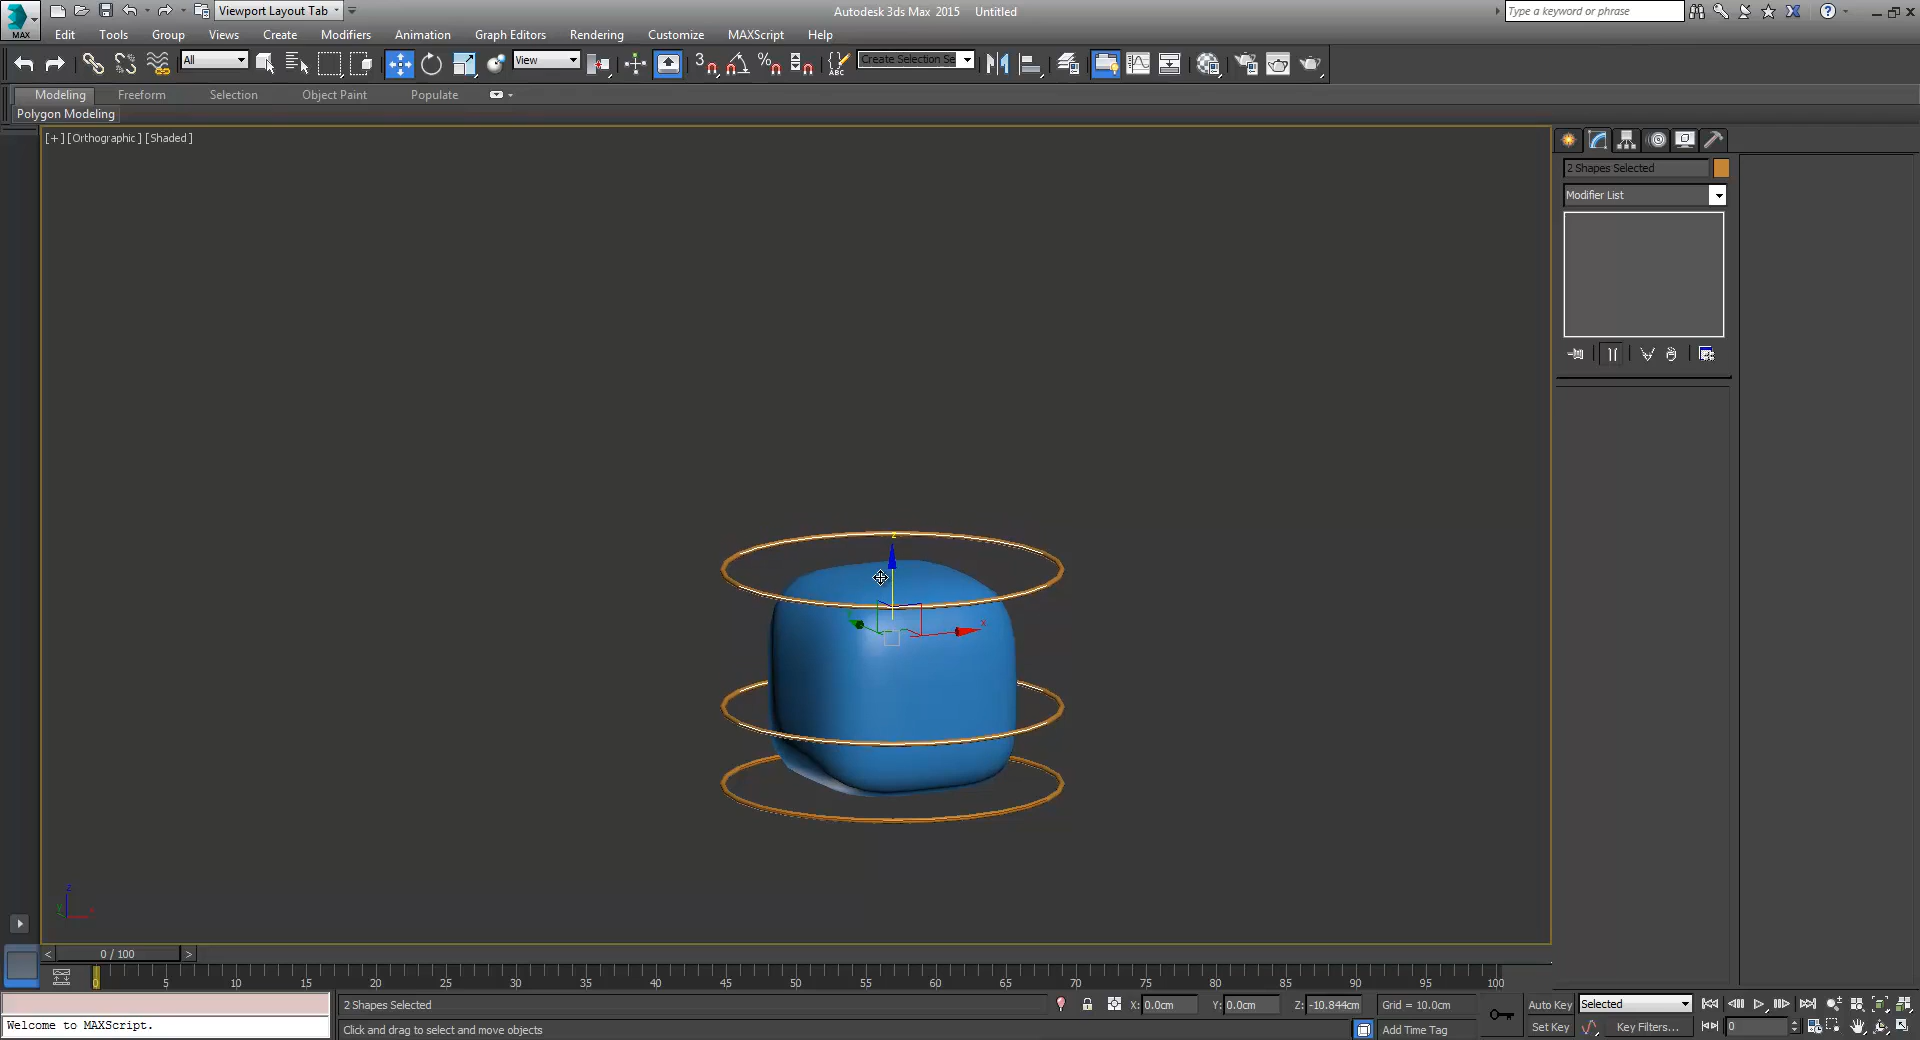 Viewport Layout Tab
Autodesk 3ds Max 2015 Untitled
Type a keyword or phrase
MAX
Edit Tools Group Views Create Modifiers Animation Graph Editors Rendering Customize MAXScript Help
All
View
3
ABC
Create Selection Se
Modeling Freeform Selection Object Paint Populate
Polygon Modeling
[+] [Orthographic] [Shaded]
2 Shapes Selected
Modifier List
z
x
z
y
x
< 0 / 100 >
0 5 10 15 20 25 30 35 40 45 50 55 60 65 70 75 80 85 90 95 100
2 Shapes Selected
X: 0.0cm Y: 0.0cm Z: -10.844cm Grid = 10.0cm
Auto Key Selected
Welcome to MAXScript.
Click and drag to select and move objects
Add Time Tag
Set Key Key Filters... 0